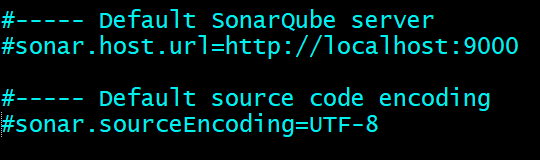 #----- Default SonarQube server
#sonar.host.url=http://localhost:9000
#----- Default source code encoding
#sonar.sourceEncoding=UTF-8